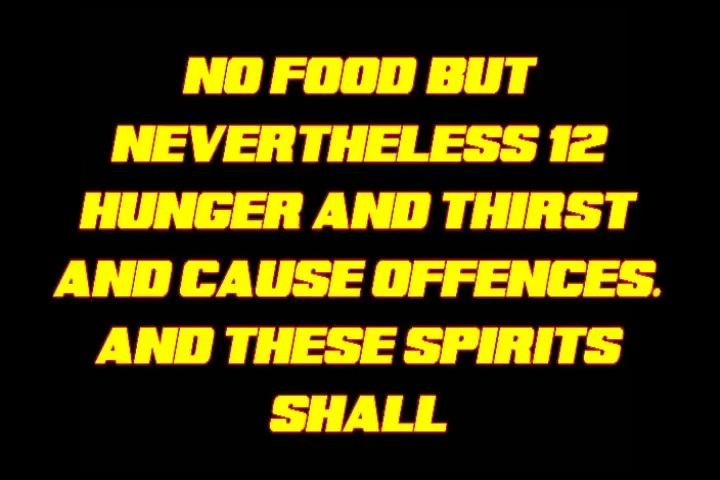 NO FOOD BUT
NEVERTHELESS 12
HUNGER AND THIRST
AND CAUSE OFFENCES.
AND THESE SPIRITS
SHALL